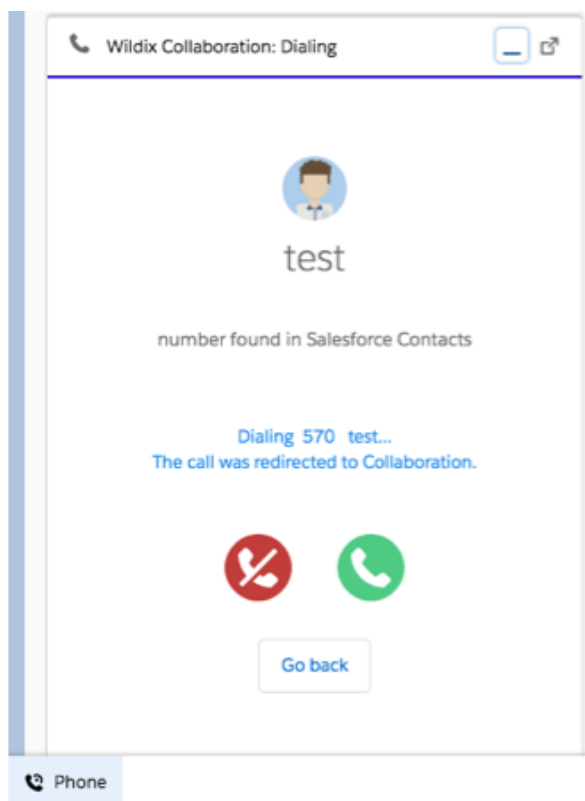 Wildix Collaboration: Dialing
test
number found in Salesforce Contacts
Dialing 570 test...
The call was redirected to Collaboration.
Go back
Phone